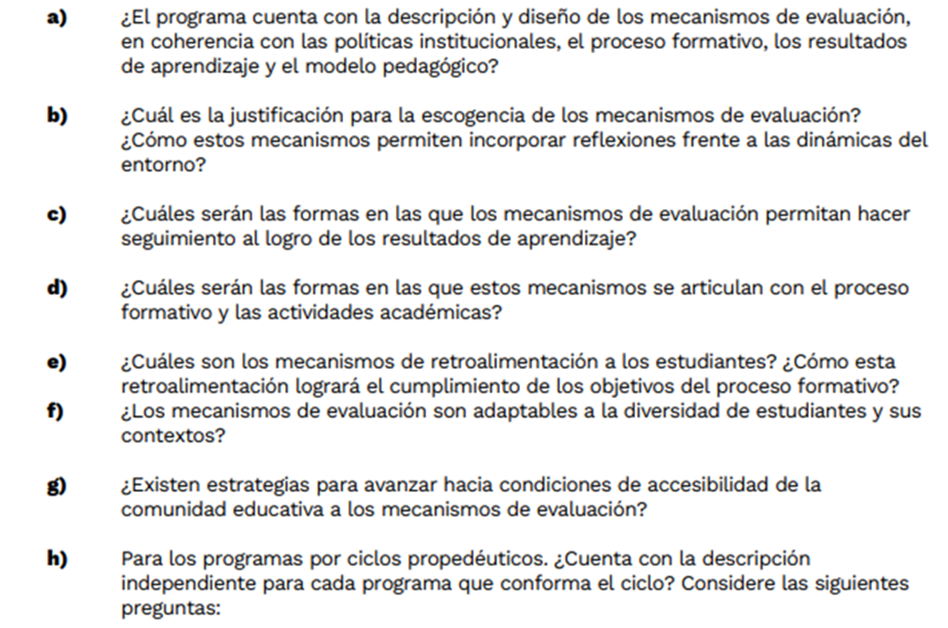 a) ¿El programa cuenta con la descripción y diseño de los mecanismos de evaluación,
en coherencia con las políticas institucionales, el proceso formativo, los resultados
de aprendizaje y el modelo pedagógico?
b) ¿Cuál es la justificación para la escogencia de los mecanismos de evaluación?
¿Cómo estos mecanismos permiten incorporar reflexiones frente a las dinámicas del
entorno?
c) ¿Cuáles serán las formas en las que los mecanismos de evaluación permitan hacer
seguimiento al logro de los resultados de aprendizaje?
d) ¿Cuáles serán las formas en las que estos mecanismos se articulan con el proceso
formativo y las actividades académicas?
e) ¿Cuáles son los mecanismos de retroalimentación a los estudiantes? ¿Cómo esta
retroalimentación logrará el cumplimiento de los objetivos del proceso formativo?
f) ¿Los mecanismos de evaluación son adaptables a la diversidad de estudiantes y sus
contextos?
g) ¿Existen estrategias para avanzar hacia condiciones de accesibilidad de la
comunidad educativa a los mecanismos de evaluación?
h) Para los programas por ciclos propedéuticos. ¿Cuenta con la descripción
independiente para cada programa que conforma el ciclo? Considere las siguientes
preguntas: